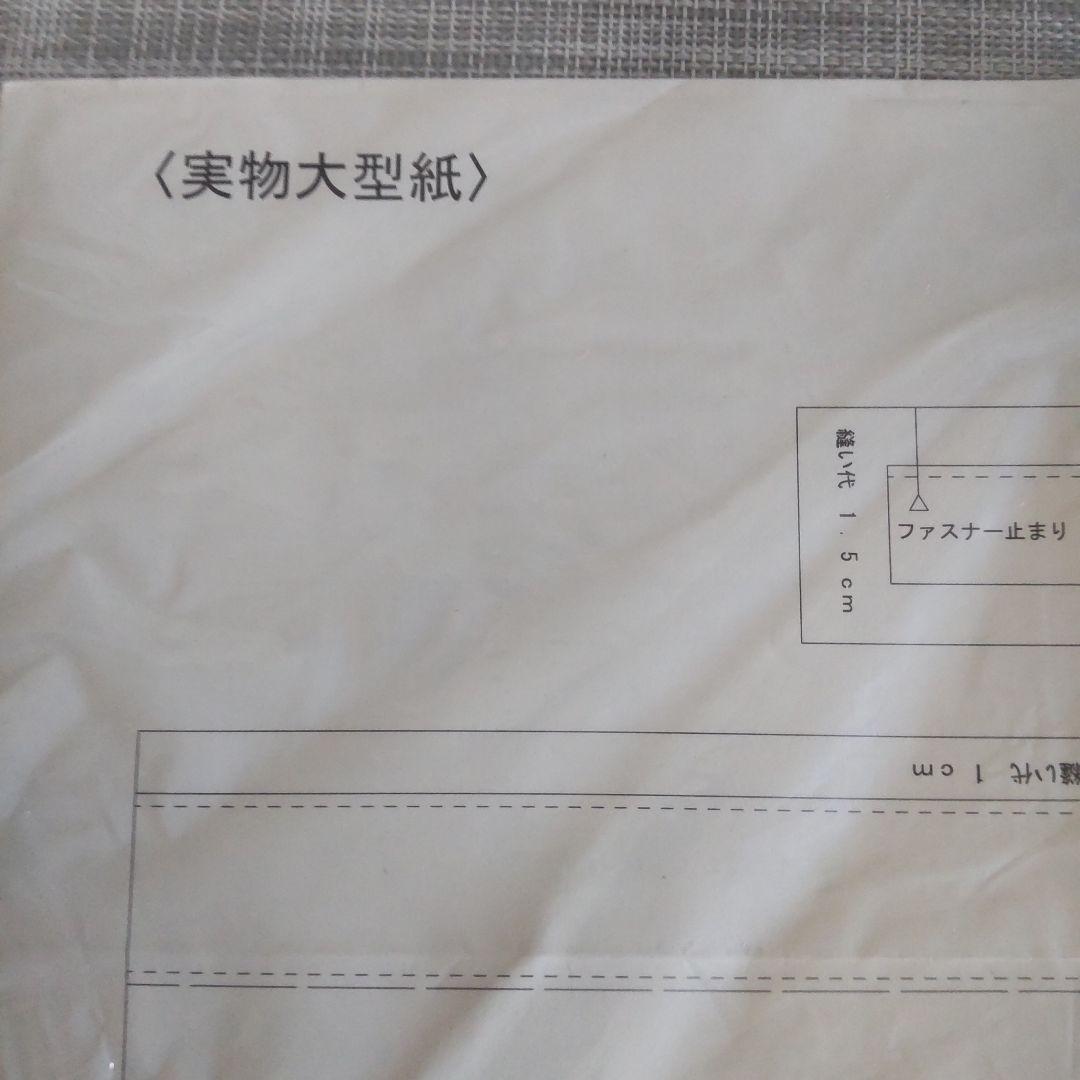 〈実物大型紙〉
縫い代 1.5cm
ファスナー止まり
縫い代 1cm